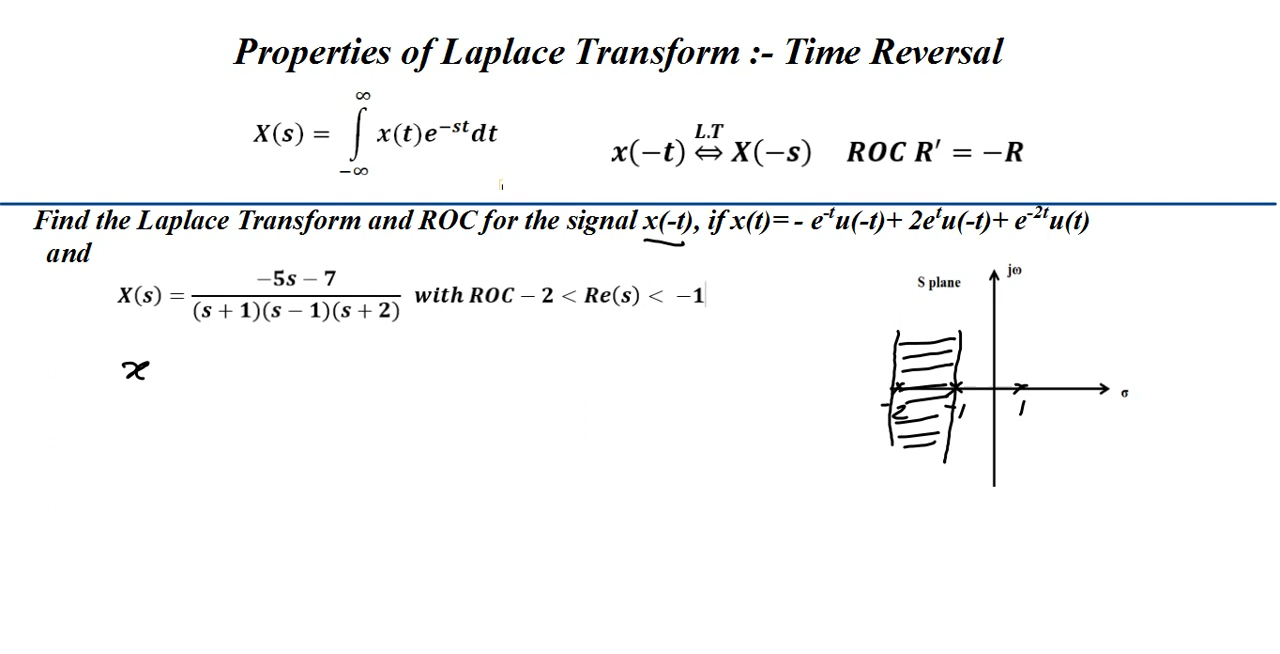 Properties of Laplace Transform :- Time Reversal
X(s) = ∫_{-∞}^{∞} x(t)e^{-st}dt
x(-t) ⇔^{L.T} X(-s) ROC R' = -R
Find the Laplace Transform and ROC for the signal x(-t), if x(t)= - e^{-t}u(-t)+ 2e^{t}u(-t)+ e^{-2t}u(t)
and
X(s) = \frac{-5s - 7}{(s + 1)(s - 1)(s + 2)} with ROC - 2 < Re(s) < -1
S plane
jω
σ
-2 -1 1
x